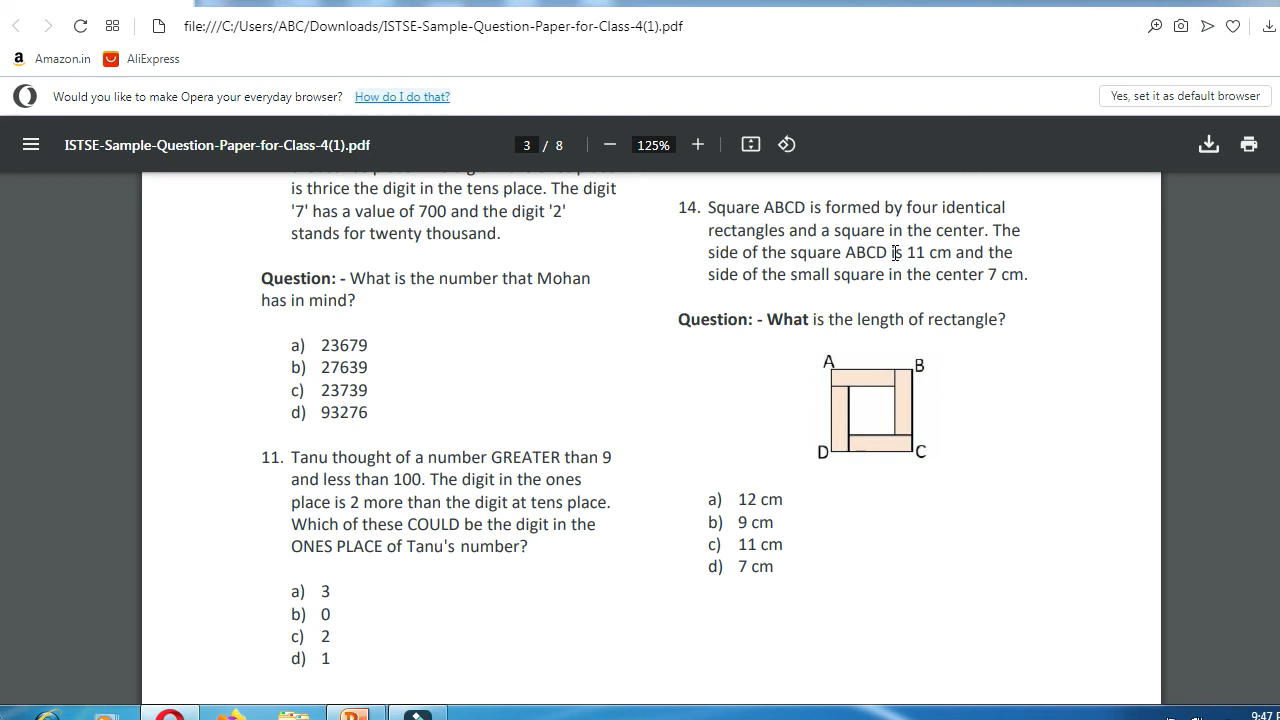 file:///C:/Users/ABC/Downloads/ISTSE-Sample-Question-Paper-for-Class-4(1).pdf
a Amazon.in AliExpress
Would you like to make Opera your everyday browser? How do I do that? Yes, set it as default browser
ISTSE-Sample-Question-Paper-for-Class-4(1).pdf 3 / 8 125%
is thrice the digit in the tens place. The digit
'7' has a value of 700 and the digit '2'
stands for twenty thousand.
Question: - What is the number that Mohan
has in mind?
a) 23679
b) 27639
c) 23739
d) 93276
11. Tanu thought of a number GREATER than 9
and less than 100. The digit in the ones
place is 2 more than the digit at tens place.
Which of these COULD be the digit in the
ONES PLACE of Tanu's number?
a) 3
b) 0
c) 2
d) 1
14. Square ABCD is formed by four identical
rectangles and a square in the center. The
side of the square ABCD is 11 cm and the
side of the small square in the center 7 cm.
Question: - What is the length of rectangle?
A B
D C
a) 12 cm
b) 9 cm
c) 11 cm
d) 7 cm
9:47